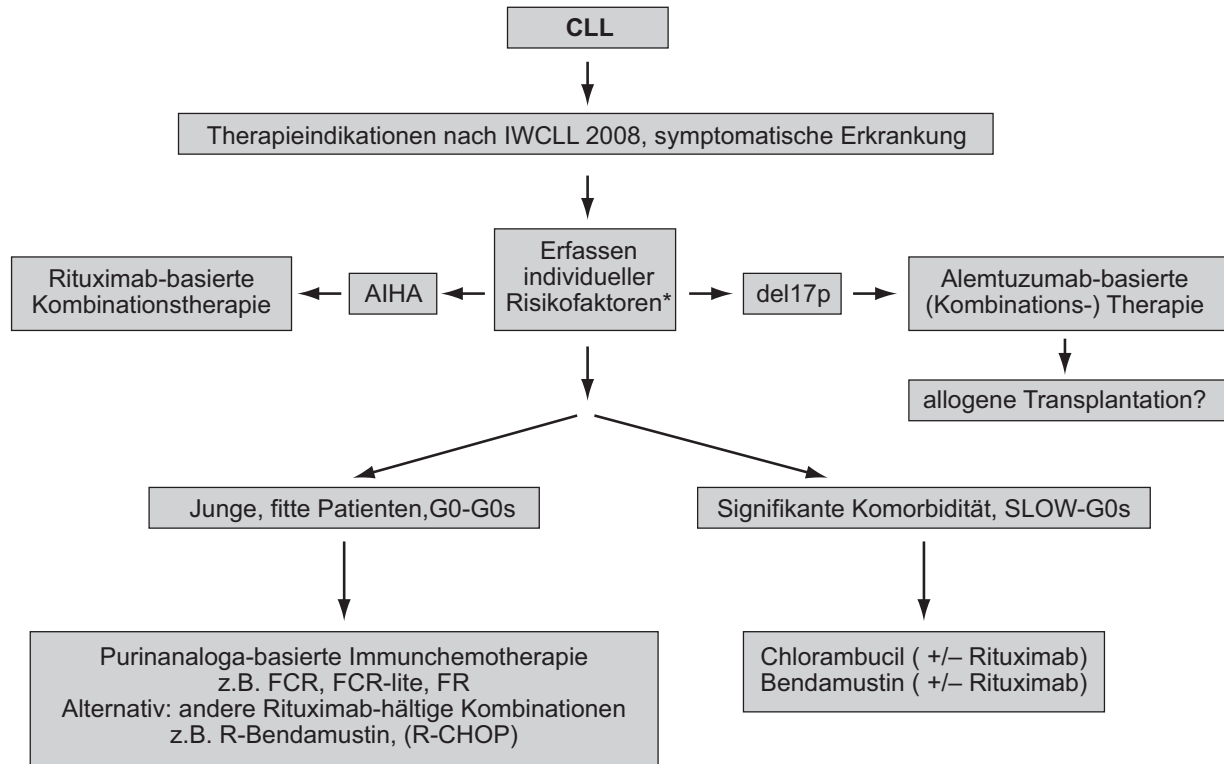 CLL
Therapieindikationen nach IWCLL 2008, symptomatische Erkrankung
Rituximab-basierte
Kombinationstherapie
AIHA
Erfassen
individueller
Risikofaktoren*
del17p
Alemtuzumab-basierte
(Kombinations-) Therapie
allogene Transplantation?
Junge, fitte Patienten,G0-G0s
Signifikante Komorbidität, SLOW-G0s
Purinanaloga-basierte Immunchemotherapie
z.B. FCR, FCR-lite, FR
Alternativ: andere Rituximab-hältige Kombinationen
z.B. R-Bendamustin, (R-CHOP)
Chlorambucil ( +/– Rituximab)
Bendamustin ( +/– Rituximab)